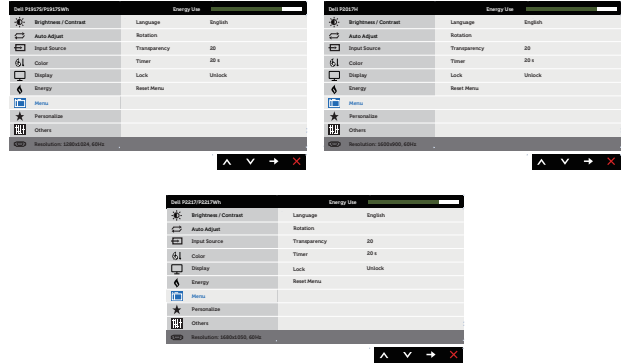 Dell P1917S/P1917SWh Energy Use
Brightness / Contrast Language English
Auto Adjust Rotation
Input Source Transparency 20
Color Timer 20 s
Display Lock Unlock
Energy Reset Menu
Menu
Personalize
Others
Resolution: 1280x1024, 60Hz
Dell P2017H Energy Use
Brightness / Contrast Language English
Auto Adjust Rotation
Input Source Transparency 20
Color Timer 20 s
Display Lock Unlock
Energy Reset Menu
Menu
Personalize
Others
Resolution: 1600x900, 60Hz
Dell P2217/P2217Wh Energy Use
Brightness / Contrast Language English
Auto Adjust Rotation
Input Source Transparency 20
Color Timer 20 s
Display Lock Unlock
Energy Reset Menu
Menu
Personalize
Others
Resolution: 1680x1050, 60Hz